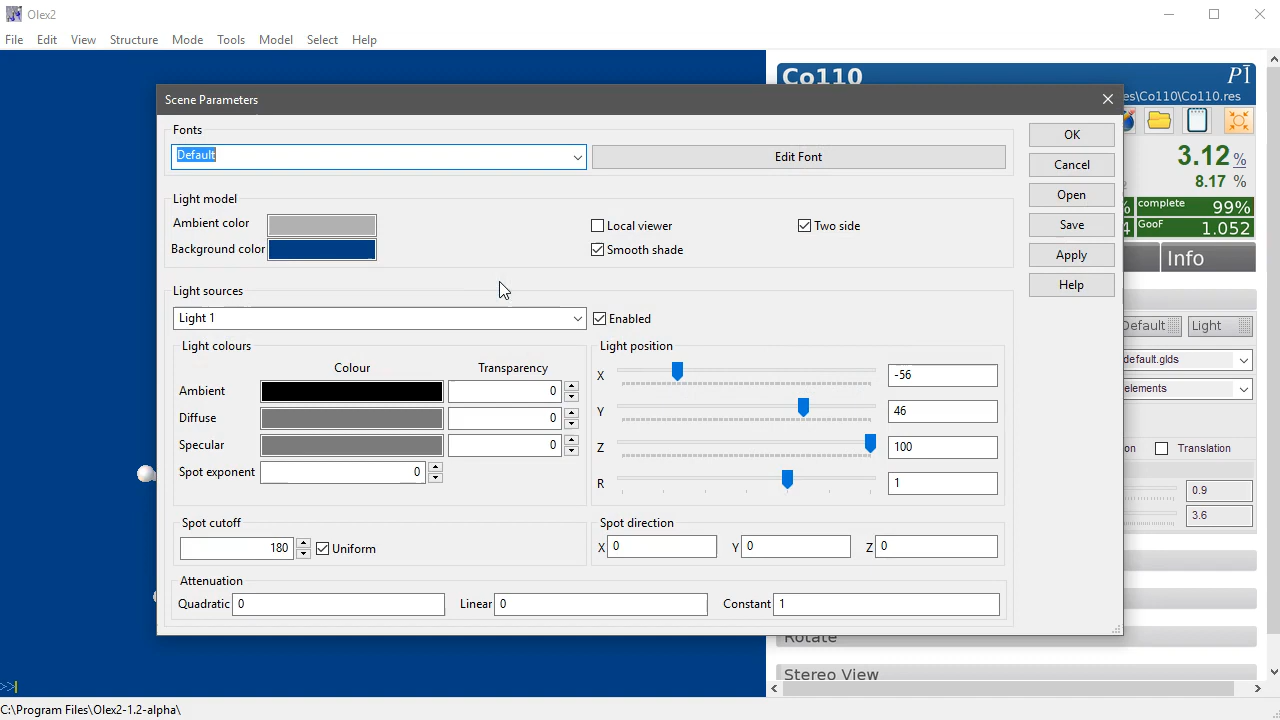 Olex2
File Edit View Structure Mode Tools Model Select Help
Co110
PĪ
es\Co110\Co110.res
3.12 %
8.17 %
% complete 99%
4 GooF 1.052
Info
Default Light
default.glds
elements
on Translation
0.9
3.6
Rotate
Stereo View
Scene Parameters
Fonts
Default
Edit Font
Light model
Ambient color
Background color
Local viewer
Two side
Smooth shade
Light sources
Light 1
Enabled
Light colours
Colour Transparency
Ambient 0
Diffuse 0
Specular 0
Spot exponent 0
Light position
X -56
Y 46
Z 100
R 1
Spot cutoff
180 Uniform
Spot direction
X 0 Y 0 Z 0
Attenuation
Quadratic 0 Linear 0 Constant 1
OK
Cancel
Open
Save
Apply
Help
>>
C:\Program Files\Olex2-1.2-alpha\